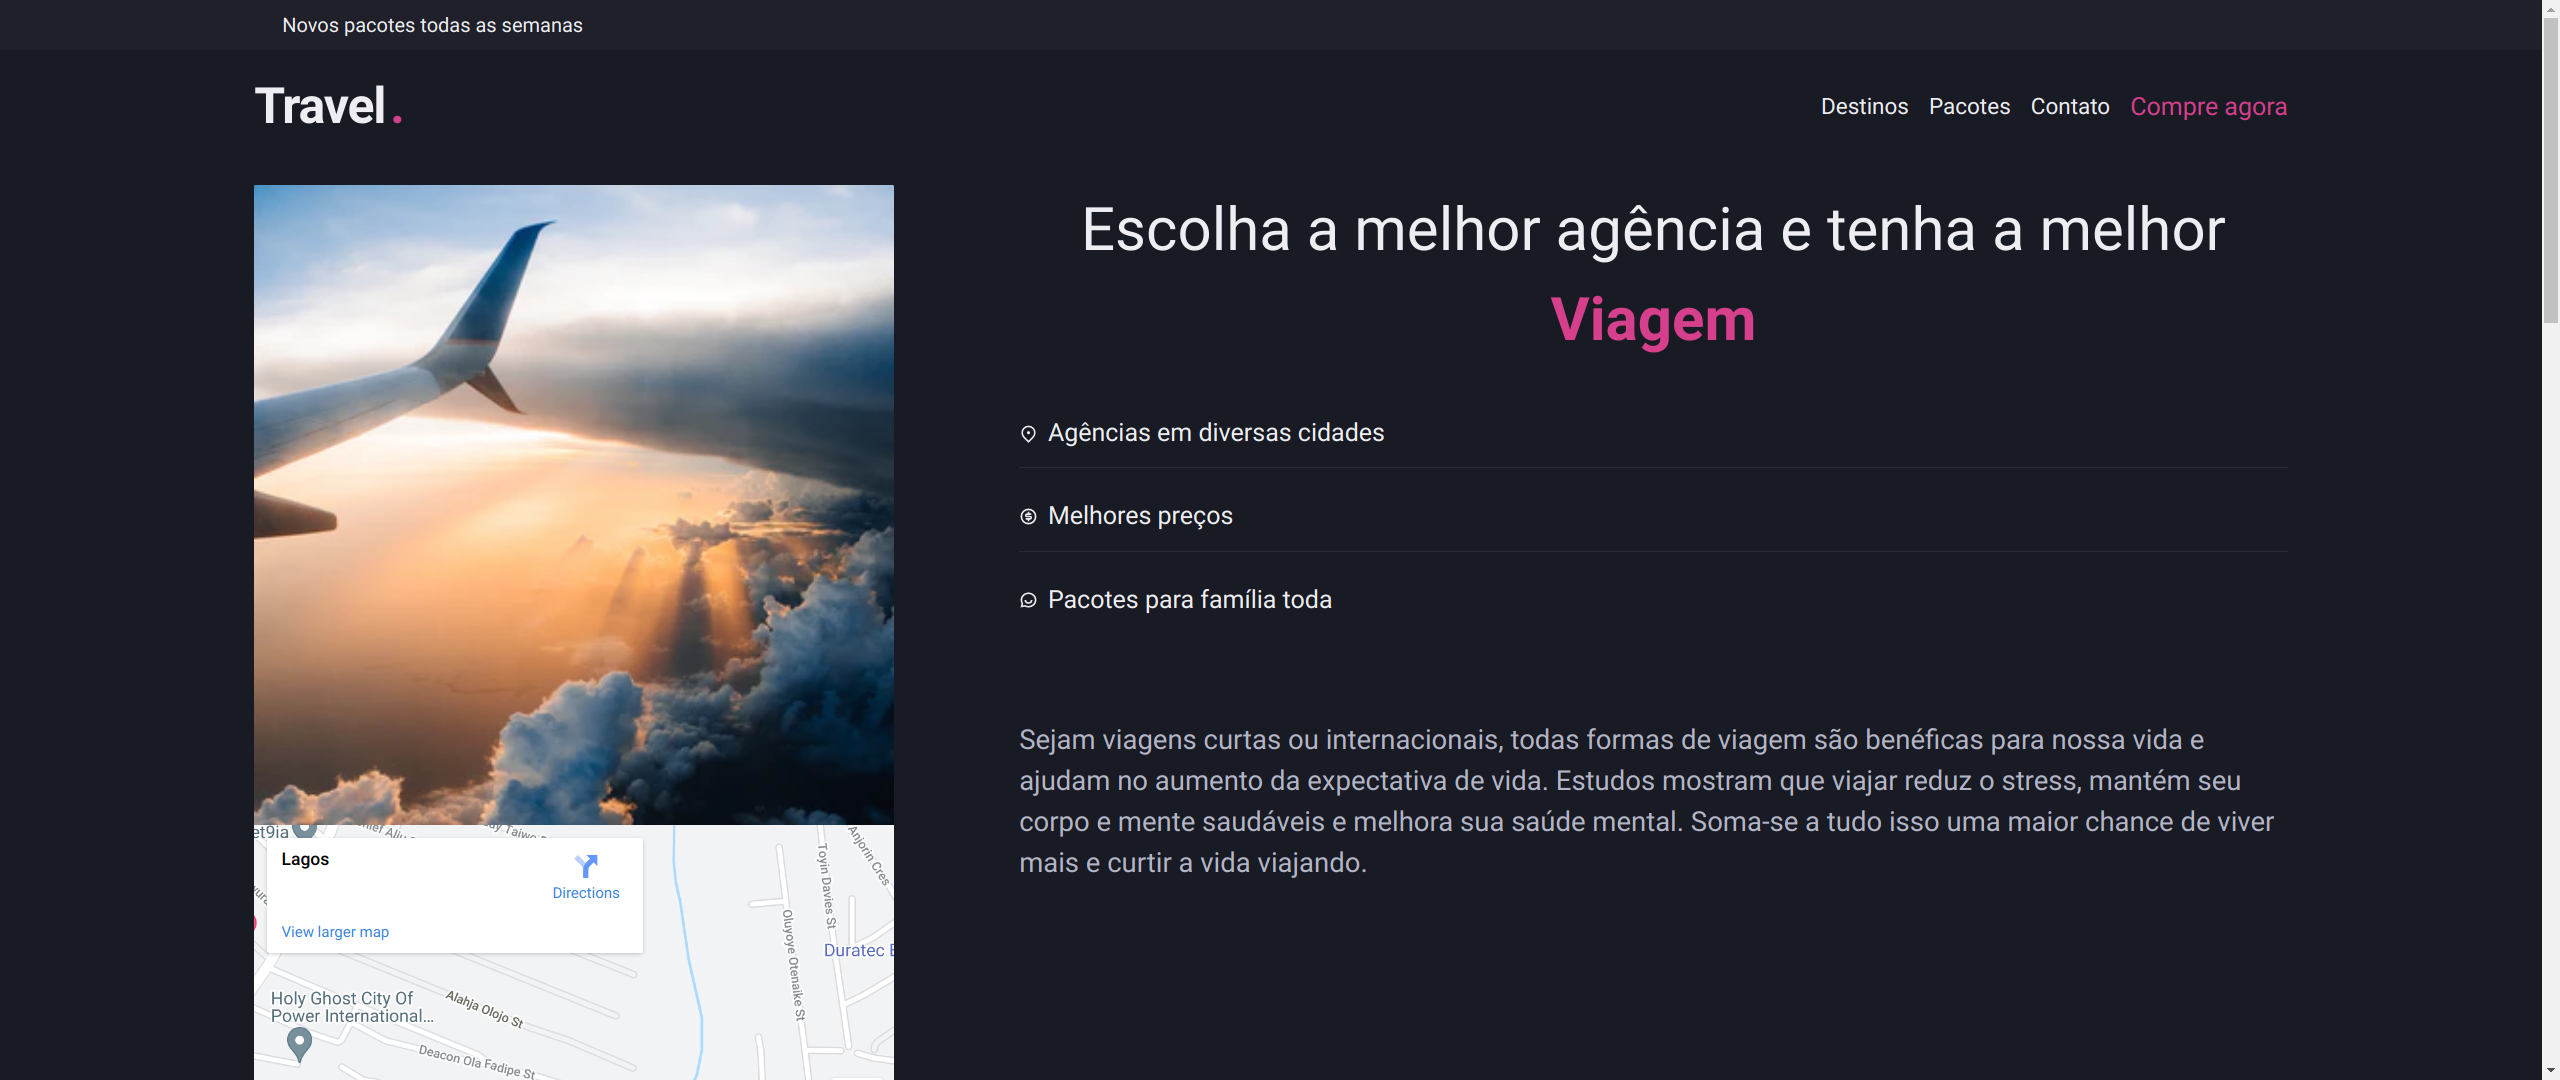 Novos pacotes todas as semanas
Travel.
Destinos Pacotes Contato Compre agora
Escolha a melhor agência e tenha a melhor
Viagem
Agências em diversas cidades
Melhores preços
Pacotes para família toda
Sejam viagens curtas ou internacionais, todas formas de viagem são benéficas para nossa vida e
ajudam no aumento da expectativa de vida. Estudos mostram que viajar reduz o stress, mantém seu
corpo e mente saudáveis e melhora sua saúde mental. Soma-se a tudo isso uma maior chance de viver
mais e curtir a vida viajando.
et9ia
Lagos
Directions
View larger map
Anjorin Cres
Toyin Davies St
Oluyoye Otenaike St
Duratec
Holy Ghost City Of
Power International...
Alahja Olojo St
Deacon Ola Fadipe St